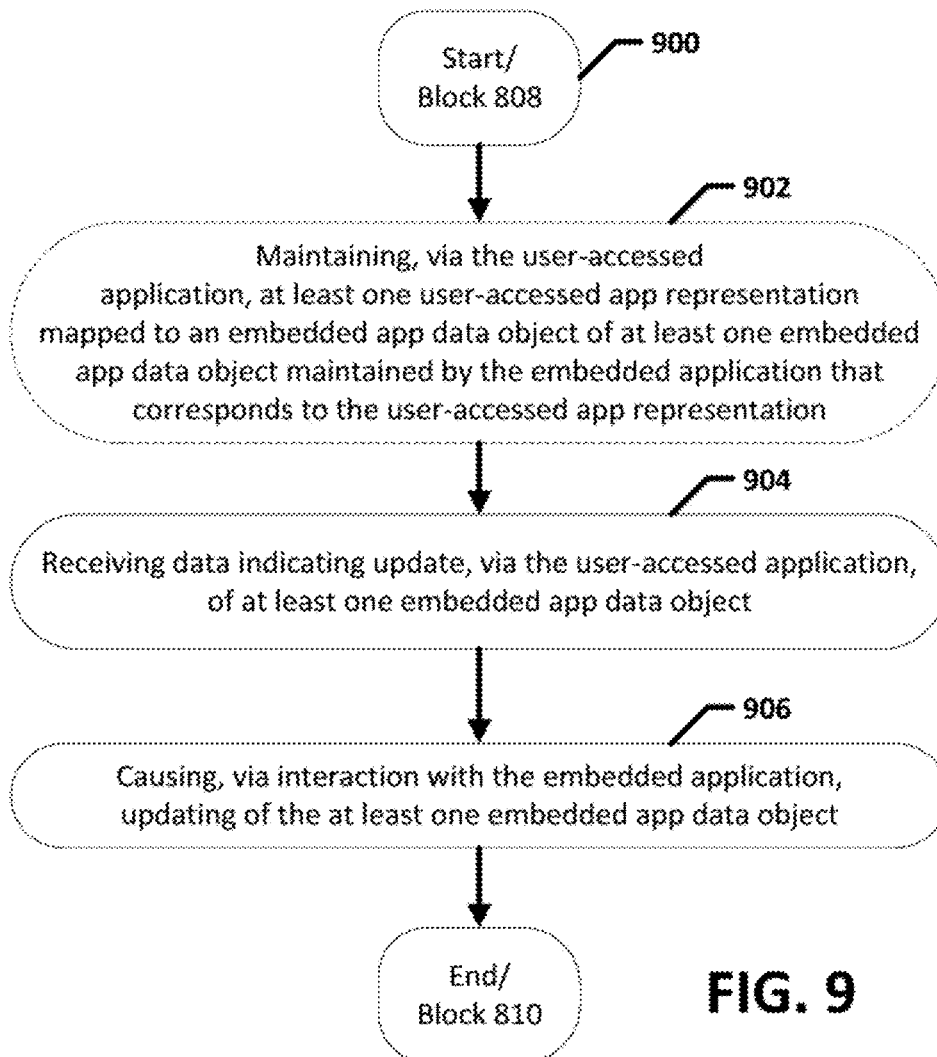 900
Start/
Block 808
902
Maintaining, via the user-accessed
application, at least one user-accessed app representation
mapped to an embedded app data object of at least one embedded
app data object maintained by the embedded application that
corresponds to the user-accessed app representation
904
Receiving data indicating update, via the user-accessed application,
of at least one embedded app data object
906
Causing, via interaction with the embedded application,
updating of the at least one embedded app data object
End/
Block 810
FIG. 9